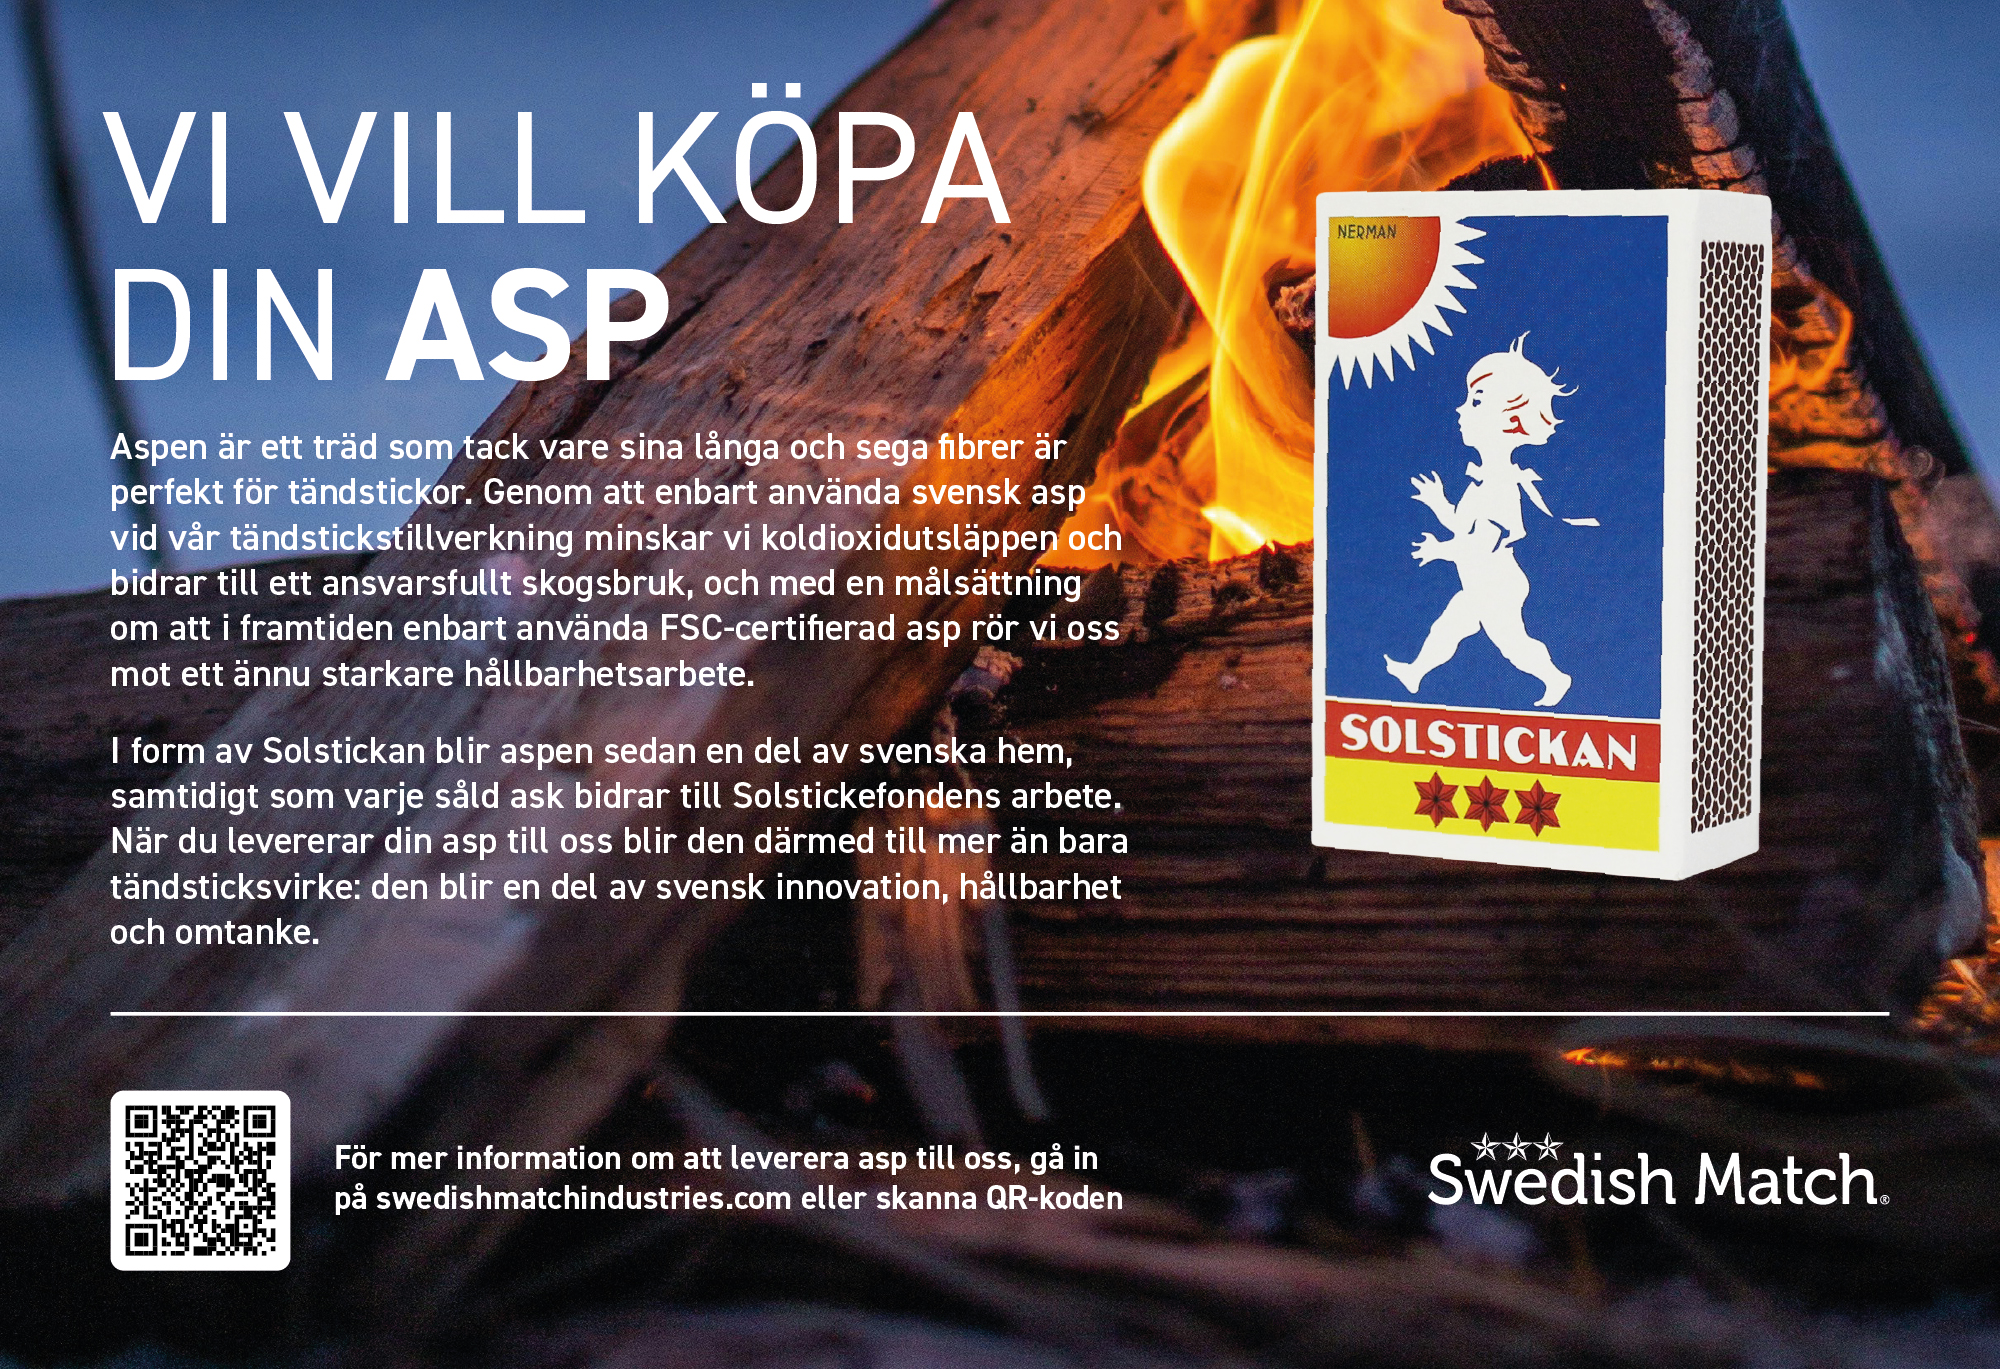 VI VILL KÖPA
DIN ASP
Aspen är ett träd som tack vare sina långa och sega fibrer är
perfekt för tändstickor. Genom att enbart använda svensk asp
vid vår tändstickstillverkning minskar vi koldioxidutsläppen och
bidrar till ett ansvarsfullt skogsbruk, och med en målsättning
om att i framtiden enbart använda FSC-certifierad asp rör vi oss
mot ett ännu starkare hållbarhetsarbete.
I form av Solstickan blir aspen sedan en del av svenska hem,
samtidigt som varje såld ask bidrar till Solstickefondens arbete.
När du levererar din asp till oss blir den därmed till mer än bara
tändsticksvirke: den blir en del av svensk innovation, hållbarhet
och omtanke.
NERMAN
SOLSTICKAN
För mer information om att leverera asp till oss, gå in
på swedishmatchindustries.com eller skanna QR-koden
Swedish Match®